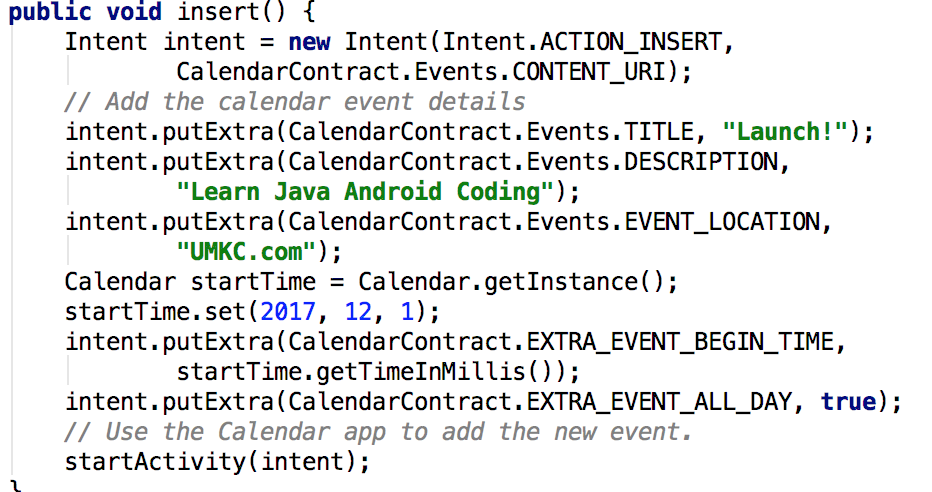 public void insert() {
    Intent intent = new Intent(Intent.ACTION_INSERT,
            CalendarContract.Events.CONTENT_URI);
    // Add the calendar event details
    intent.putExtra(CalendarContract.Events.TITLE, "Launch!");
    intent.putExtra(CalendarContract.Events.DESCRIPTION,
            "Learn Java Android Coding");
    intent.putExtra(CalendarContract.Events.EVENT_LOCATION,
            "UMKC.com");
    Calendar startTime = Calendar.getInstance();
    startTime.set(2017, 12, 1);
    intent.putExtra(CalendarContract.EXTRA_EVENT_BEGIN_TIME,
            startTime.getTimeInMillis());
    intent.putExtra(CalendarContract.EXTRA_EVENT_ALL_DAY, true);
    // Use the Calendar app to add the new event.
    startActivity(intent);
}